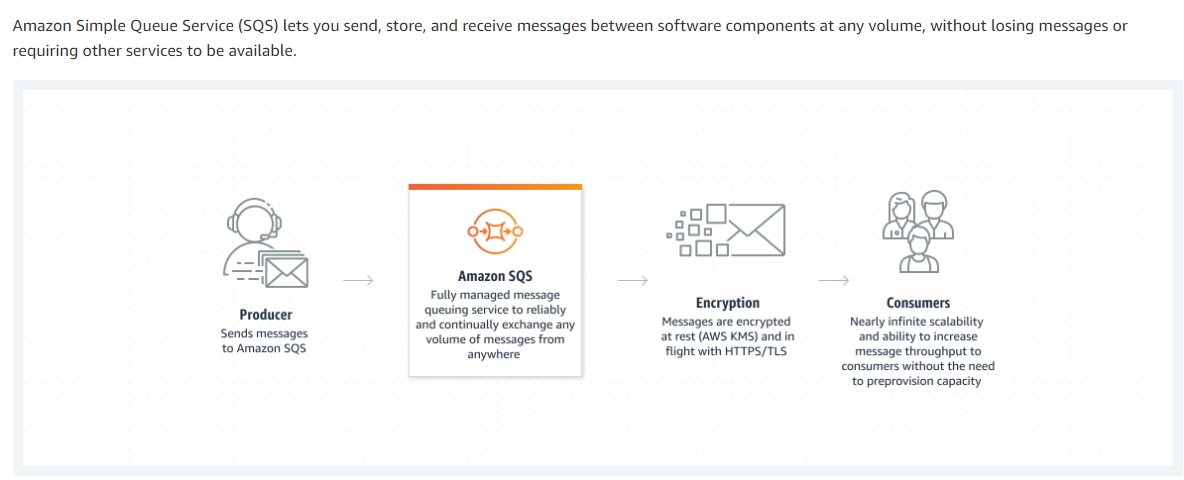 Amazon Simple Queue Service (SQS) lets you send, store, and receive messages between software components at any volume, without losing messages or
requiring other services to be available.
Producer
Sends messages
to Amazon SQS
Amazon SQS
Fully managed message
queuing service to reliably
and continually exchange any
volume of messages from
anywhere
Encryption
Messages are encrypted
at rest (AWS KMS) and in
flight with HTTPS/TLS
Consumers
Nearly infinite scalability
and ability to increase
message throughput to
consumers without the need
to preprovision capacity